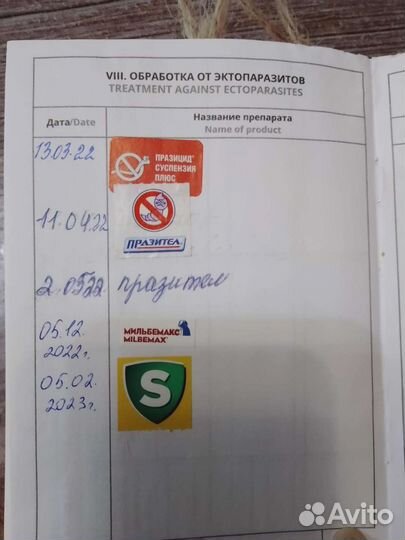 VIII. ОБРАБОТКА ОТ ЭКТОПАРАЗИТОВ
TREATMENT AGAINST ECTOPARASITES
Дата/Date
Название препарата
Name of product
13.03.22
ПРАЗИЦИД®
СУСПЕНЗИЯ
ПЛЮС
11.04.22
ПРАЗИТЕЛ
2.05.22 празител
05.12.
2022г.
МИЛЬБЕМАКС
MILBEMAX®
05.02.
2023г.
S
Avito